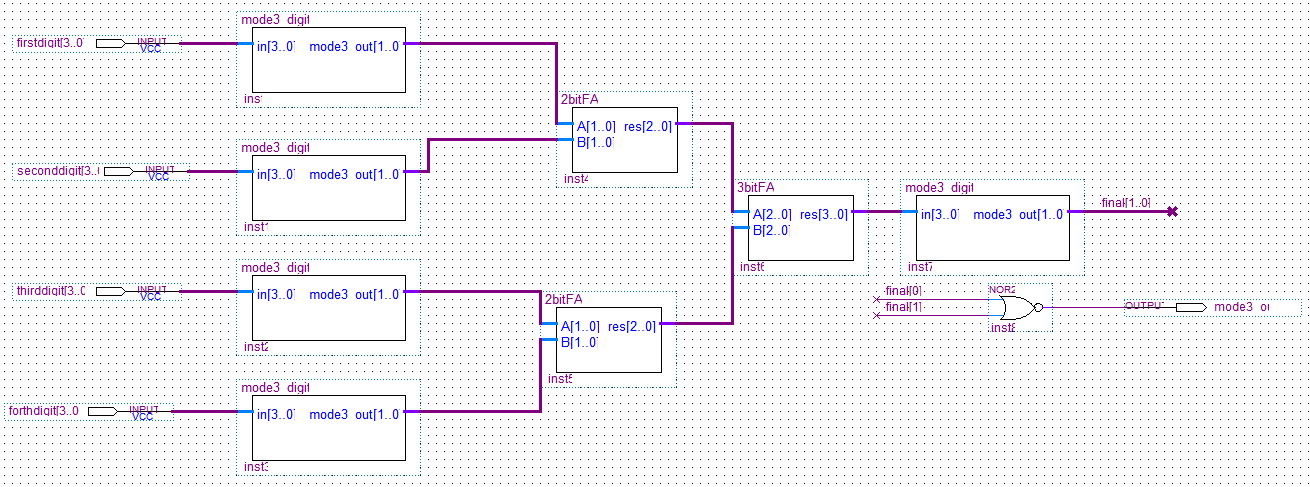 mode3_digit
firstdigit[3..0
INPUT
VCC
in[3..0] mode3_out[1..0
inst
mode3_digit
seconddigit[3..
INPUT
VCC
in[3..0] mode3_out[1..0
inst1
2bitFA
A[1..0] res[2..0]
B[1..0]
inst4
mode3_digit
thirddigit[3..0
INPUT
VCC
in[3..0] mode3_out[1..0
inst2
2bitFA
A[1..0] res[2..0]
B[1..0]
inst5
mode3_digit
forthdigit[3..0
INPUT
VCC
in[3..0] mode3_out[1..0
inst3
3bitFA
A[2..0] res[3..0]
B[2..0]
inst6
mode3_digit
in[3..0] mode3_out[1..0
inst7
final[1..0]
final[0]
final[1]
NOR2
inst8
OUTPUT
mode3_ou